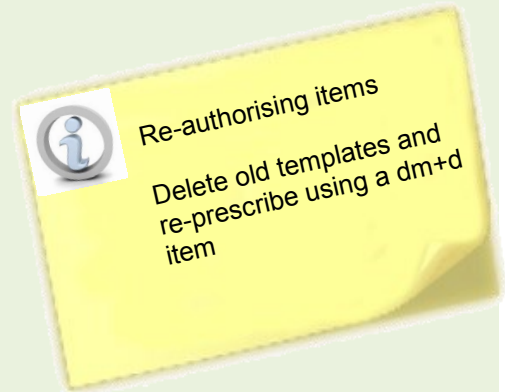 Re-authorising items
Delete old templates and
re-prescribe using a dm+d
item